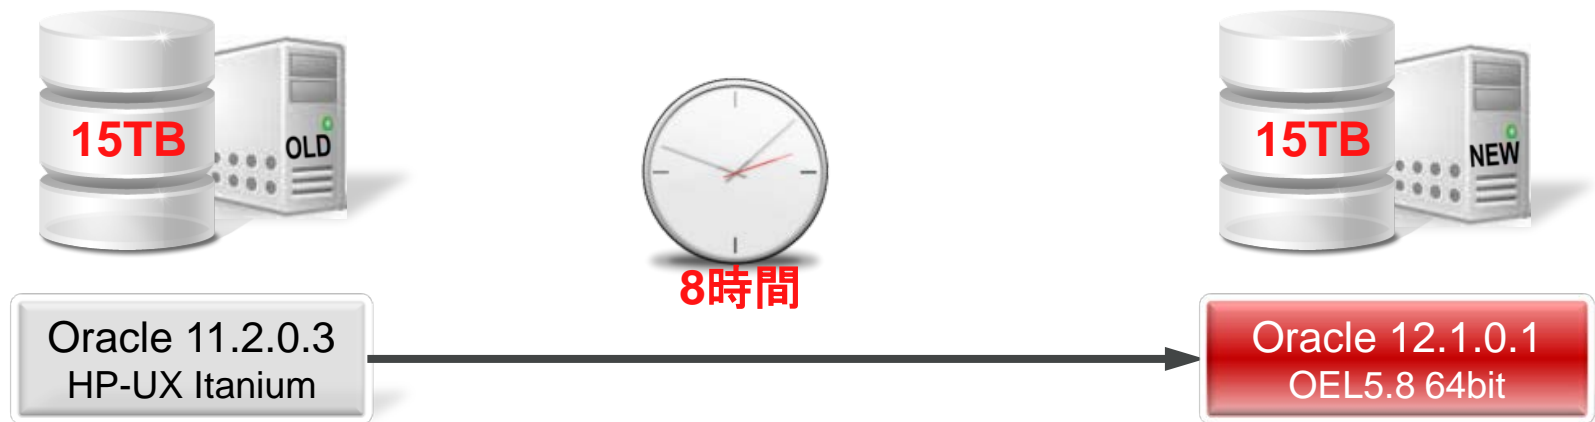 15TB
OLD
8時間
15TB
NEW
Oracle 11.2.0.3
HP-UX Itanium
Oracle 12.1.0.1
OEL5.8 64bit